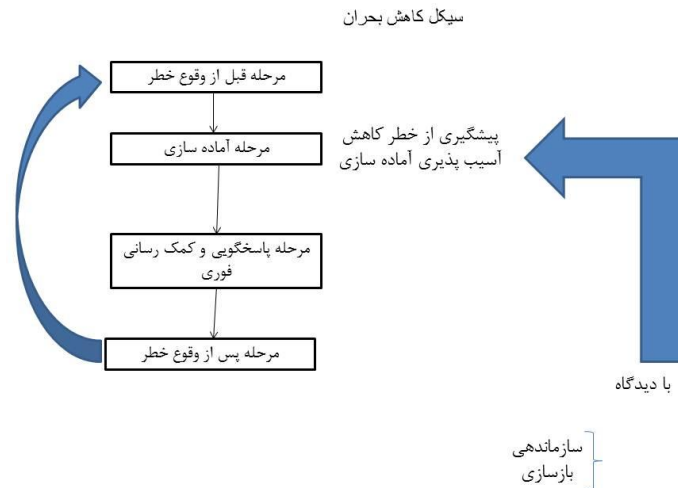 سیکل کاهش بحران
مرحله قبل از وقوع خطر
مرحله آماده سازی
پیشگیری از خطر کاهش
آسیب پذیری آماده سازی
مرحله پاسخگویی و کمک رسانی
فوری
مرحله پس از وقوع خطر
با دیدگاه
سازماندهی
بازسازی